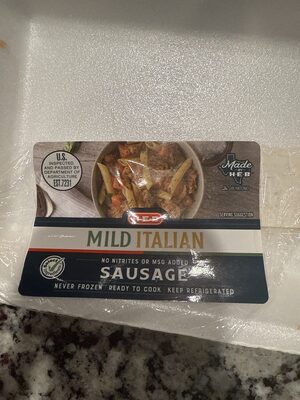 U.S.
INSPECTED
AND PASSED BY
DEPARTMENT OF
AGRICULTURE
EST.7231
Made
by H-E-B
H-E-B
SERVING SUGGESTION
MILD ITALIAN
NO NITRITES OR MSG ADDED
SAUSAGE
NEVER FROZEN · READY TO COOK · KEEP REFRIGERATED